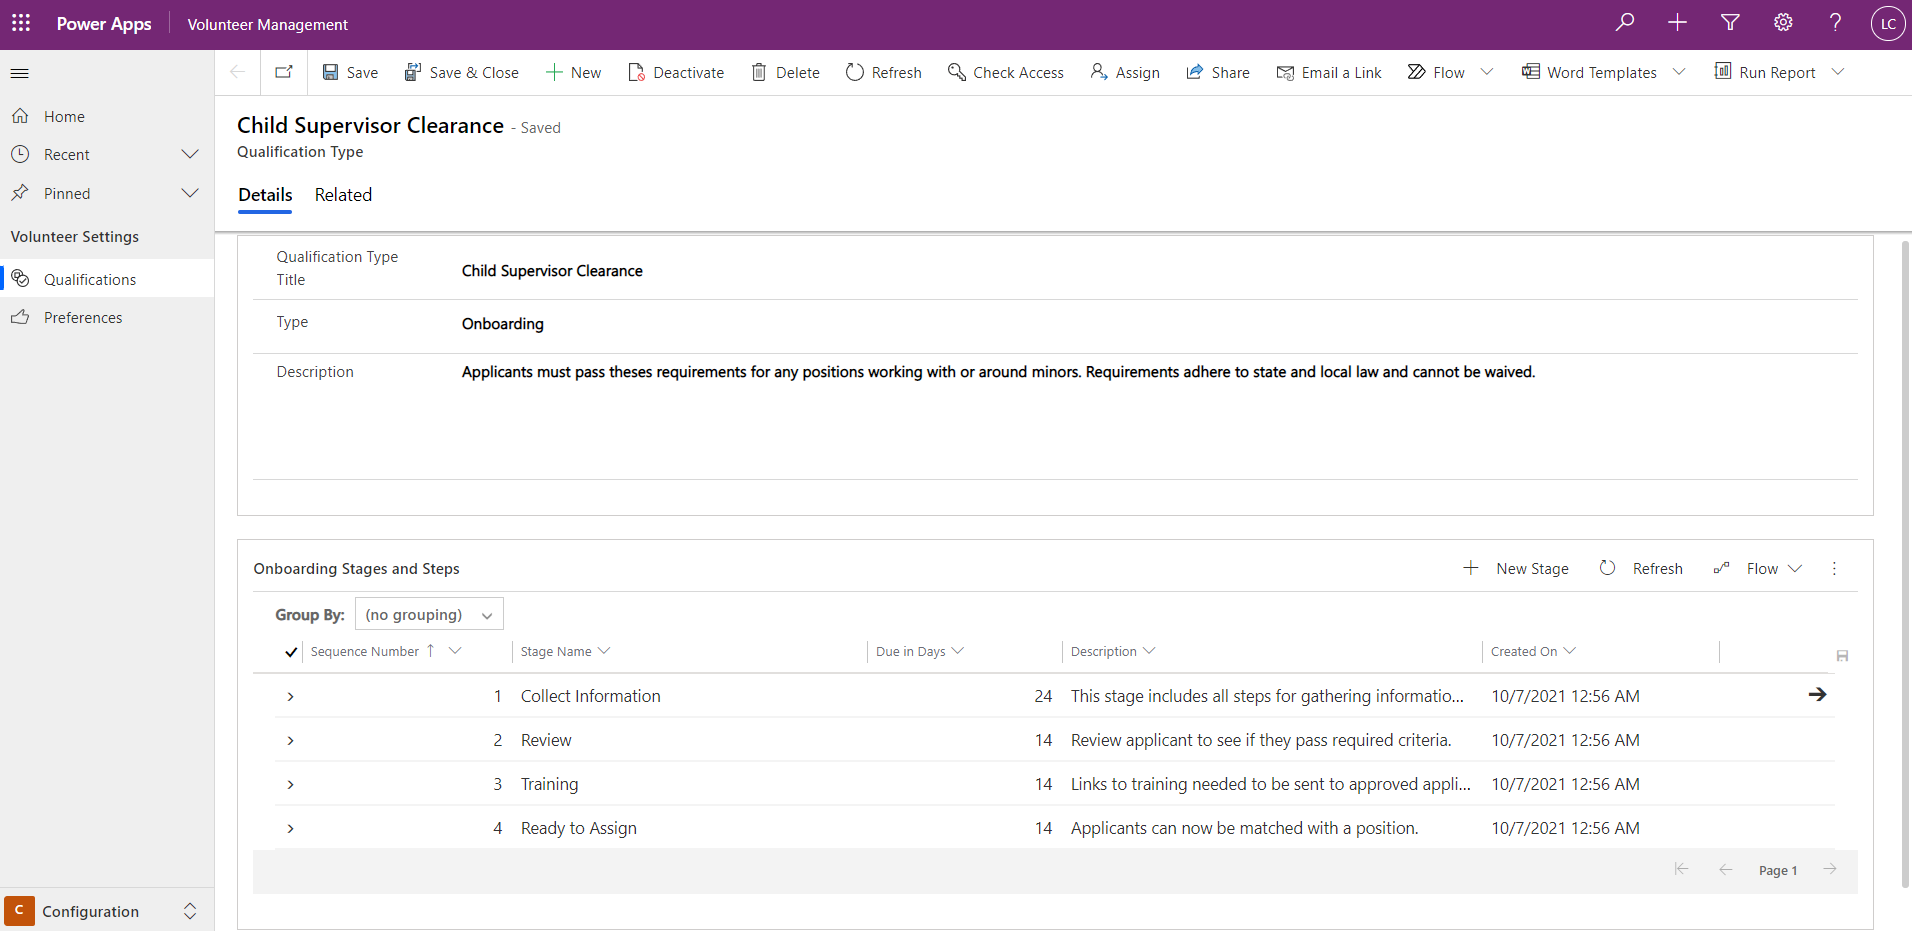 Power Apps Volunteer Management LC
Save Save & Close New Deactivate Delete Refresh Check Access Assign Share Email a Link Flow Word Templates Run Report
Home
Recent
Pinned
Volunteer Settings
Qualifications
Preferences
C Configuration
Child Supervisor Clearance - Saved
Qualification Type
Details Related
Qualification Type
Title
Child Supervisor Clearance
Type Onboarding
Description Applicants must pass theses requirements for any positions working with or around minors. Requirements adhere to state and local law and cannot be waived.
Onboarding Stages and Steps New Stage Refresh Flow
Group By: (no grouping)
Sequence Number Stage Name Due in Days Description Created On
1 Collect Information 24 This stage includes all steps for gathering informatio... 10/7/2021 12:56 AM
2 Review 14 Review applicant to see if they pass required criteria. 10/7/2021 12:56 AM
3 Training 14 Links to training needed to be sent to approved appli... 10/7/2021 12:56 AM
4 Ready to Assign 14 Applicants can now be matched with a position. 10/7/2021 12:56 AM
Page 1